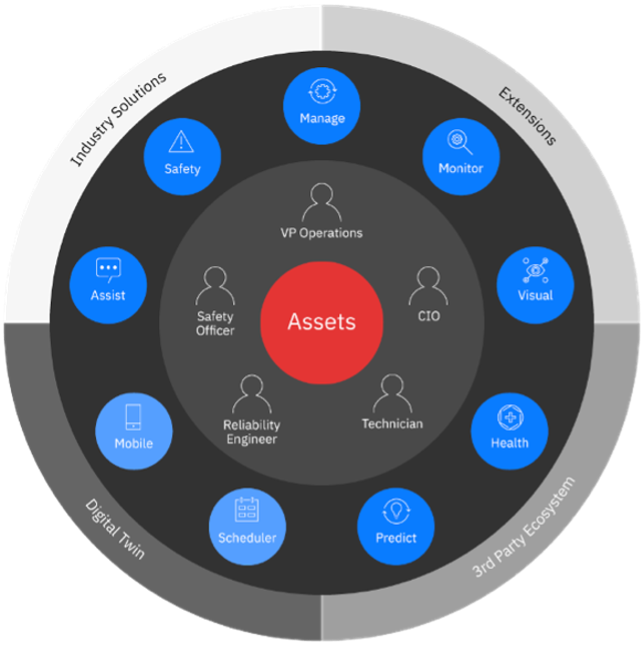 Industry Solutions
Extensions
Manage
Safety
Monitor
VP Operations
Assist
Safety
Officer
Assets
CIO
Visual
Mobile
Reliability
Engineer
Technician
Health
Scheduler
Predict
Digital Twin
3rd Party Ecosystem